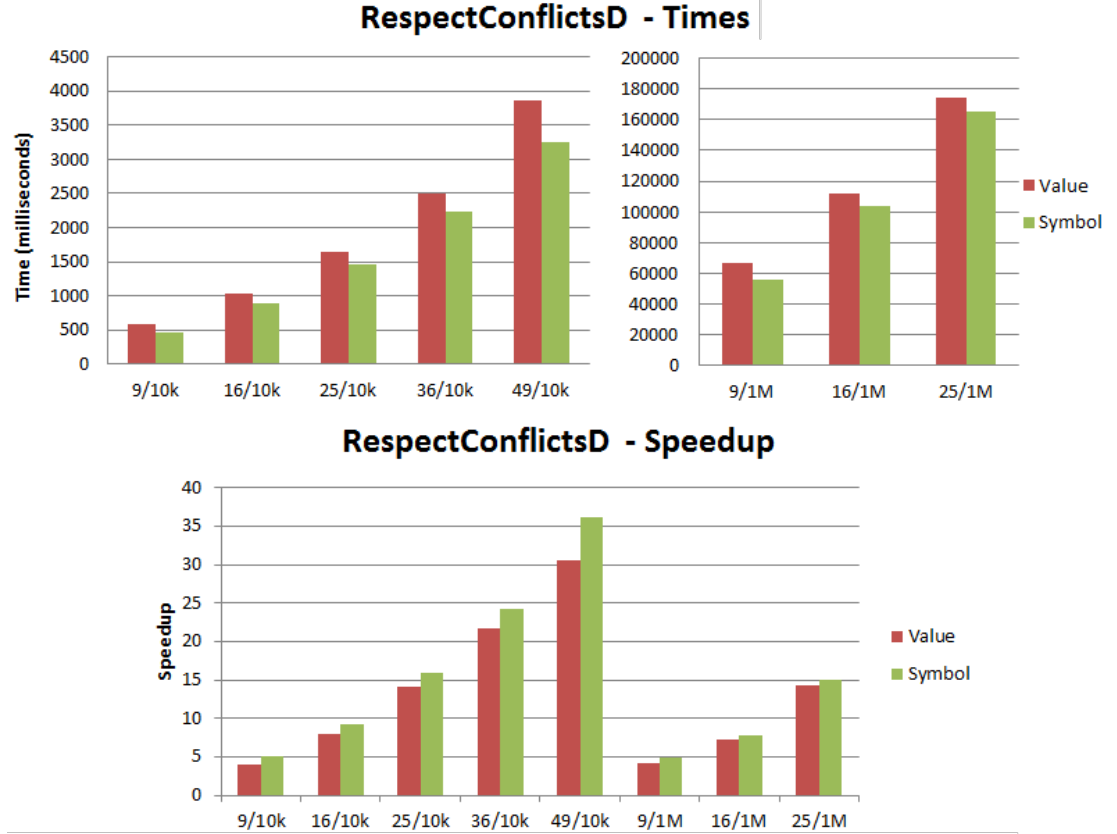 RespectConflictsD - Times
Time (milliseconds)
4500
4000
3500
3000
2500
2000
1500
1000
500
0
9/10k 16/10k 25/10k 36/10k 49/10k
200000
180000
160000
140000
120000
100000
80000
60000
40000
20000
0
9/1M 16/1M 25/1M
Value
Symbol
RespectConflictsD - Speedup
Speedup
40
35
30
25
20
15
10
5
0
9/10k 16/10k 25/10k 36/10k 49/10k 9/1M 16/1M 25/1M
Value
Symbol